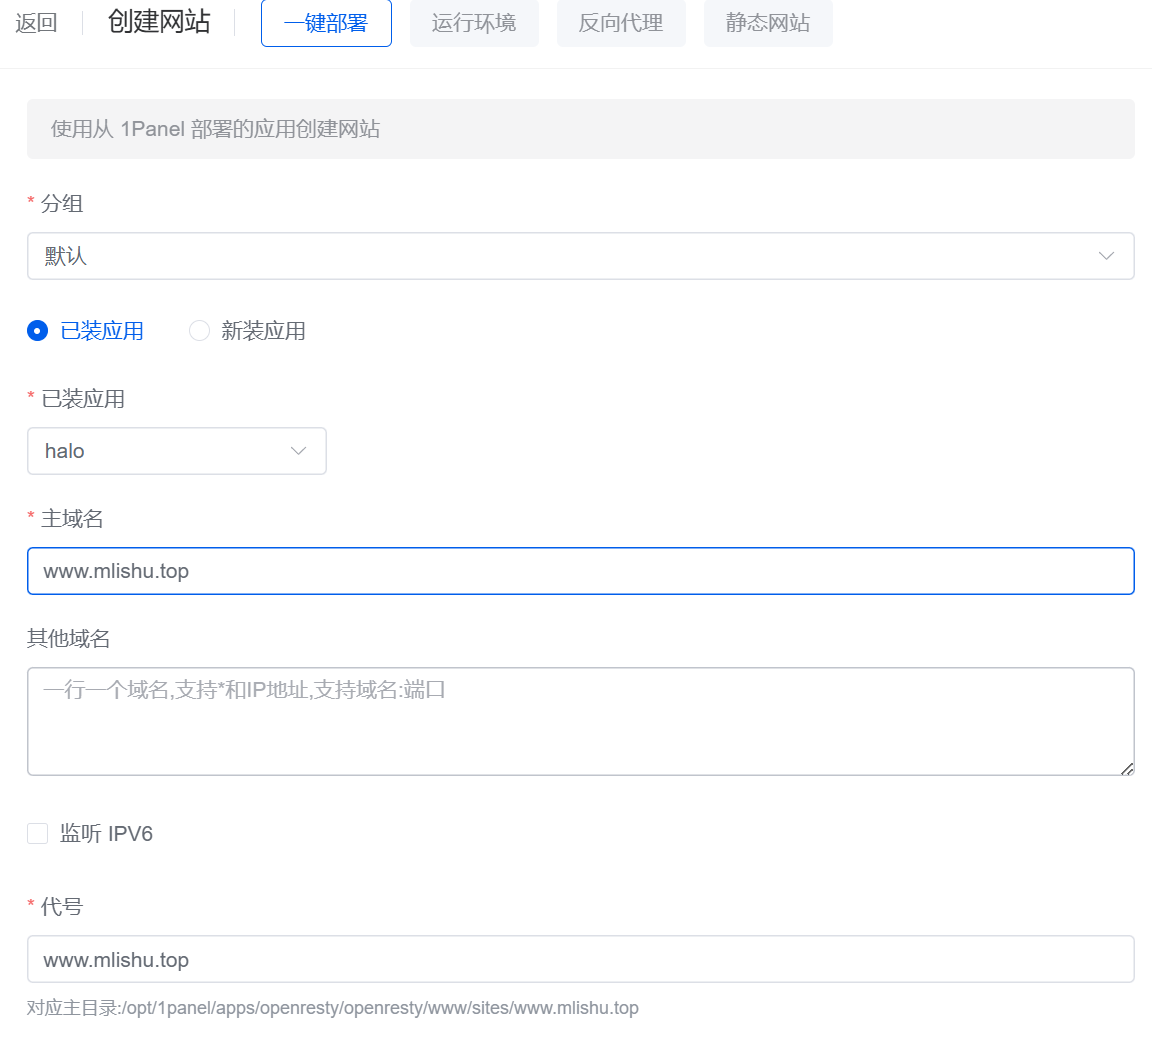 返回 创建网站 一键部署 运行环境 反向代理 静态网站
使用从 1Panel 部署的应用创建网站
* 分组
默认
已装应用 新装应用
* 已装应用
halo
* 主域名
www.mlishu.top
其他域名
一行一个域名,支持*和IP地址,支持域名:端口
监听 IPV6
* 代号
www.mlishu.top
对应主目录:/opt/1panel/apps/openresty/openresty/www/sites/www.mlishu.top